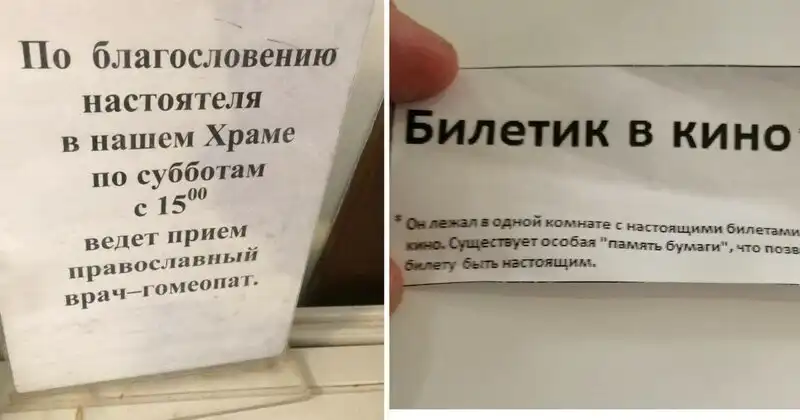 По благословению
настоятеля
в нашем Храме
по субботам
с 15⁰⁰
ведет прием
православный
врач–гомеопат.
Билетик в кино*
* Он лежал в одной комнате с настоящими билетами
кино. Существует особая "память бумаги", что
билету быть настоящим.